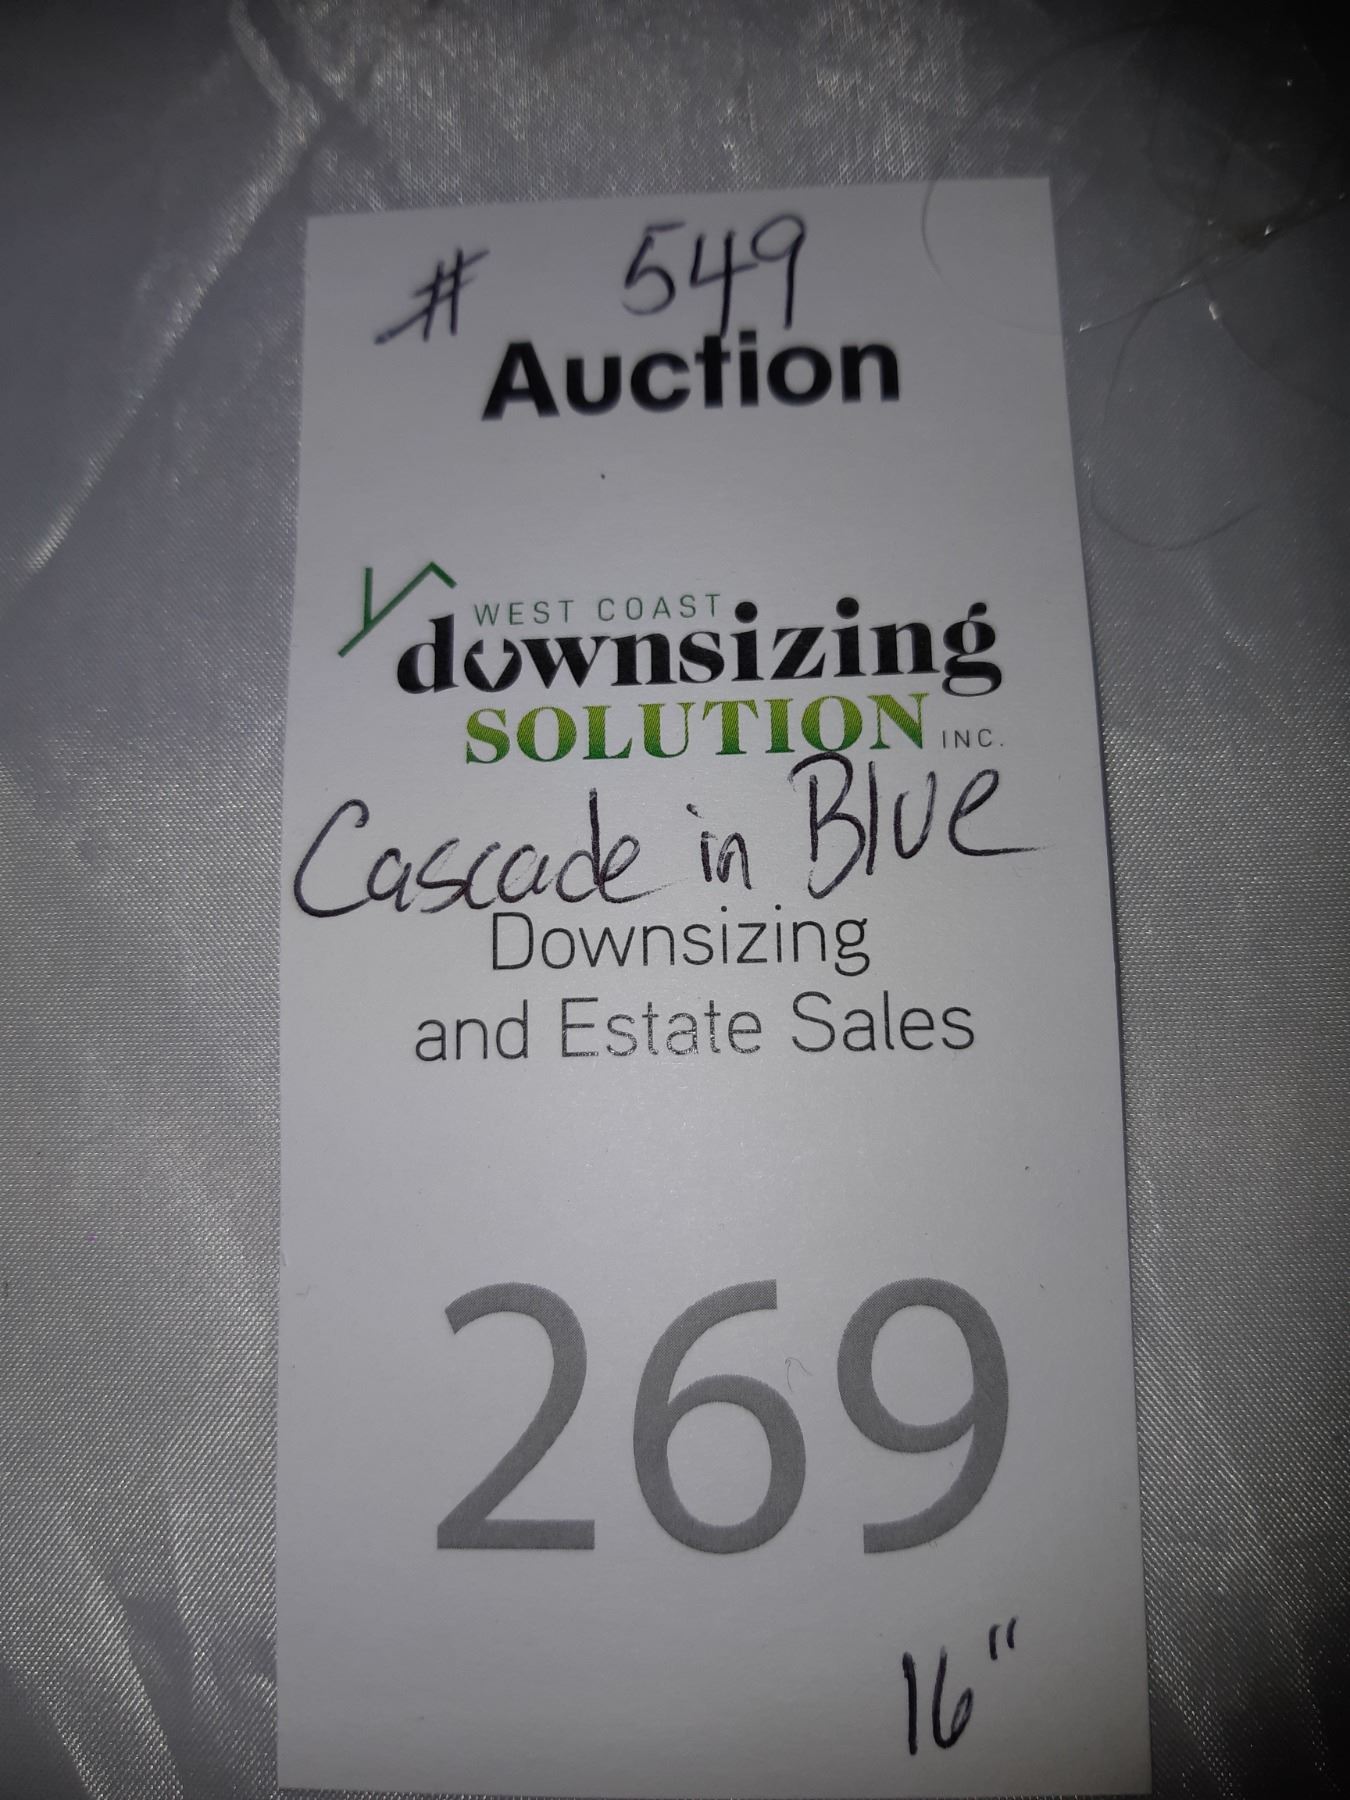 # 549
Auction
WEST COAST
downsizing
SOLUTION INC.
Cascade in Blue
Downsizing
and Estate Sales
269
16"